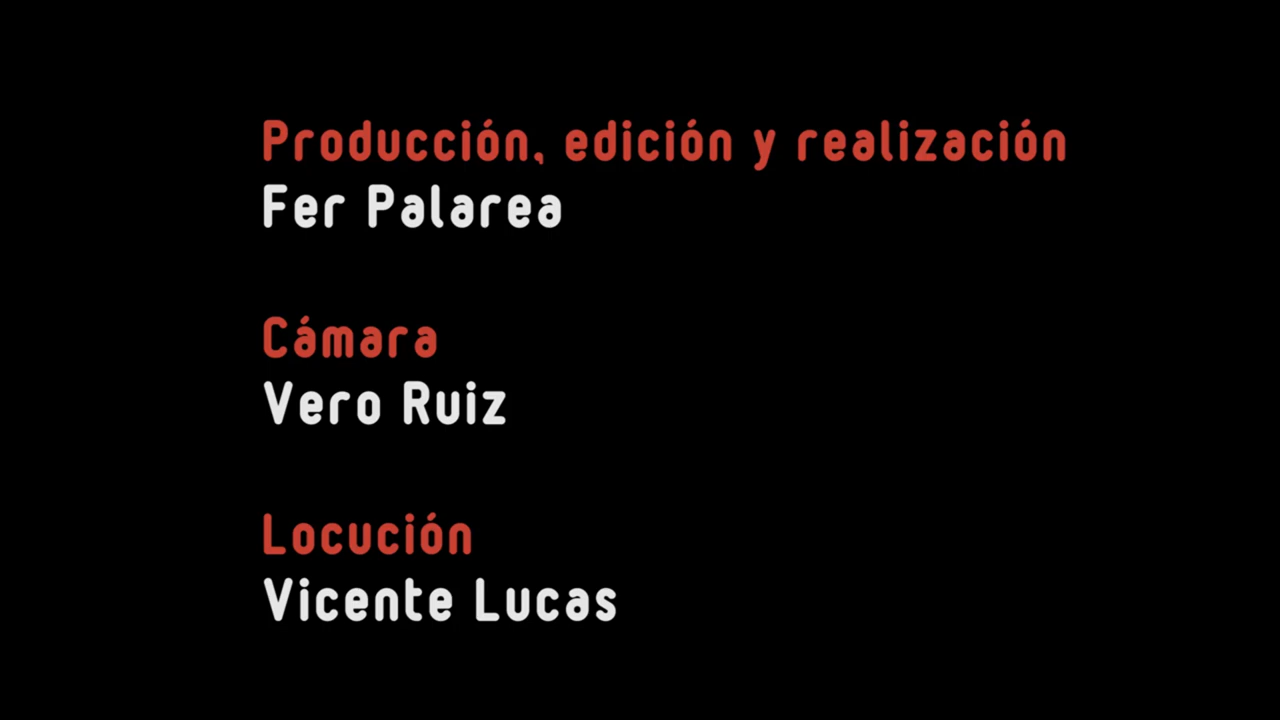 Producción, edición y realización
Fer Palarea
Cámara
Vero Ruiz
Locución
Vicente Lucas